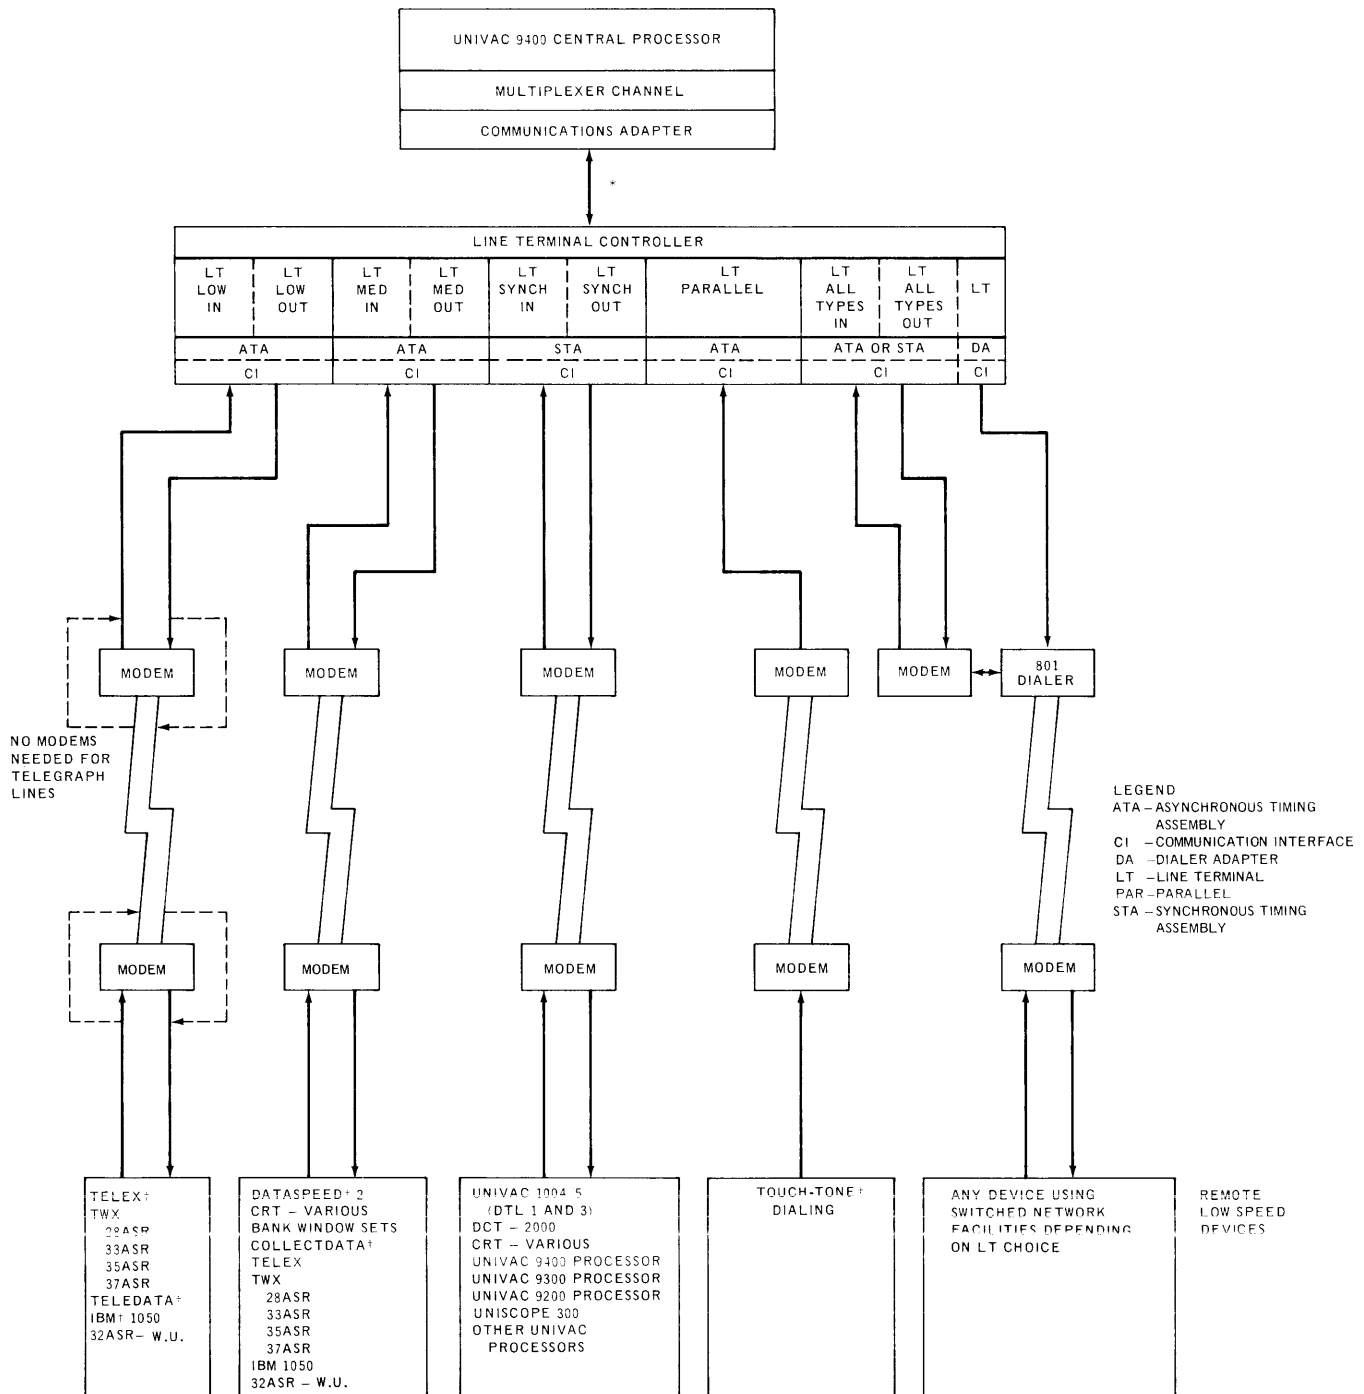 UNIVAC 9400 CENTRAL PROCESSOR
MULTIPLEXER CHANNEL
COMMUNICATIONS ADAPTER
*
LINE TERMINAL CONTROLLER
LT
LOW
IN
LT
LOW
OUT
LT
MED
IN
LT
MED
OUT
LT
SYNCH
IN
LT
SYNCH
OUT
LT
PARALLEL
LT
ALL
TYPES
IN
LT
ALL
TYPES
OUT
LT
ATA
ATA
STA
ATA
ATA OR STA
DA
CI
CI
CI
CI
CI
CI
MODEM
MODEM
MODEM
MODEM
MODEM
801
DIALER
NO MODEMS
NEEDED FOR
TELEGRAPH
LINES
LEGEND
ATA – ASYNCHRONOUS TIMING
ASSEMBLY
CI – COMMUNICATION INTERFACE
DA – DIALER ADAPTER
LT – LINE TERMINAL
PAR – PARALLEL
STA – SYNCHRONOUS TIMING
ASSEMBLY
MODEM
MODEM
MODEM
MODEM
MODEM
TELEX†
TWX
28ASR
33ASR
35ASR
37ASR
TELEDATA†
IBM† 1050
32ASR – W.U.
DATASPEED† 2
CRT – VARIOUS
BANK WINDOW SETS
COLLECTDATA†
TELEX
TWX
28ASR
33ASR
35ASR
37ASR
IBM 1050
32ASR – W.U.
UNIVAC 1004/5
(DTL 1 AND 3)
DCT – 2000
CRT – VARIOUS
UNIVAC 9400 PROCESSOR
UNIVAC 9300 PROCESSOR
UNIVAC 9200 PROCESSOR
UNISCOPE 300
OTHER UNIVAC
PROCESSORS
TOUCH-TONE†
DIALING
ANY DEVICE USING
SWITCHED NETWORK
FACILITIES DEPENDING
ON LT CHOICE
REMOTE
LOW SPEED
DEVICES